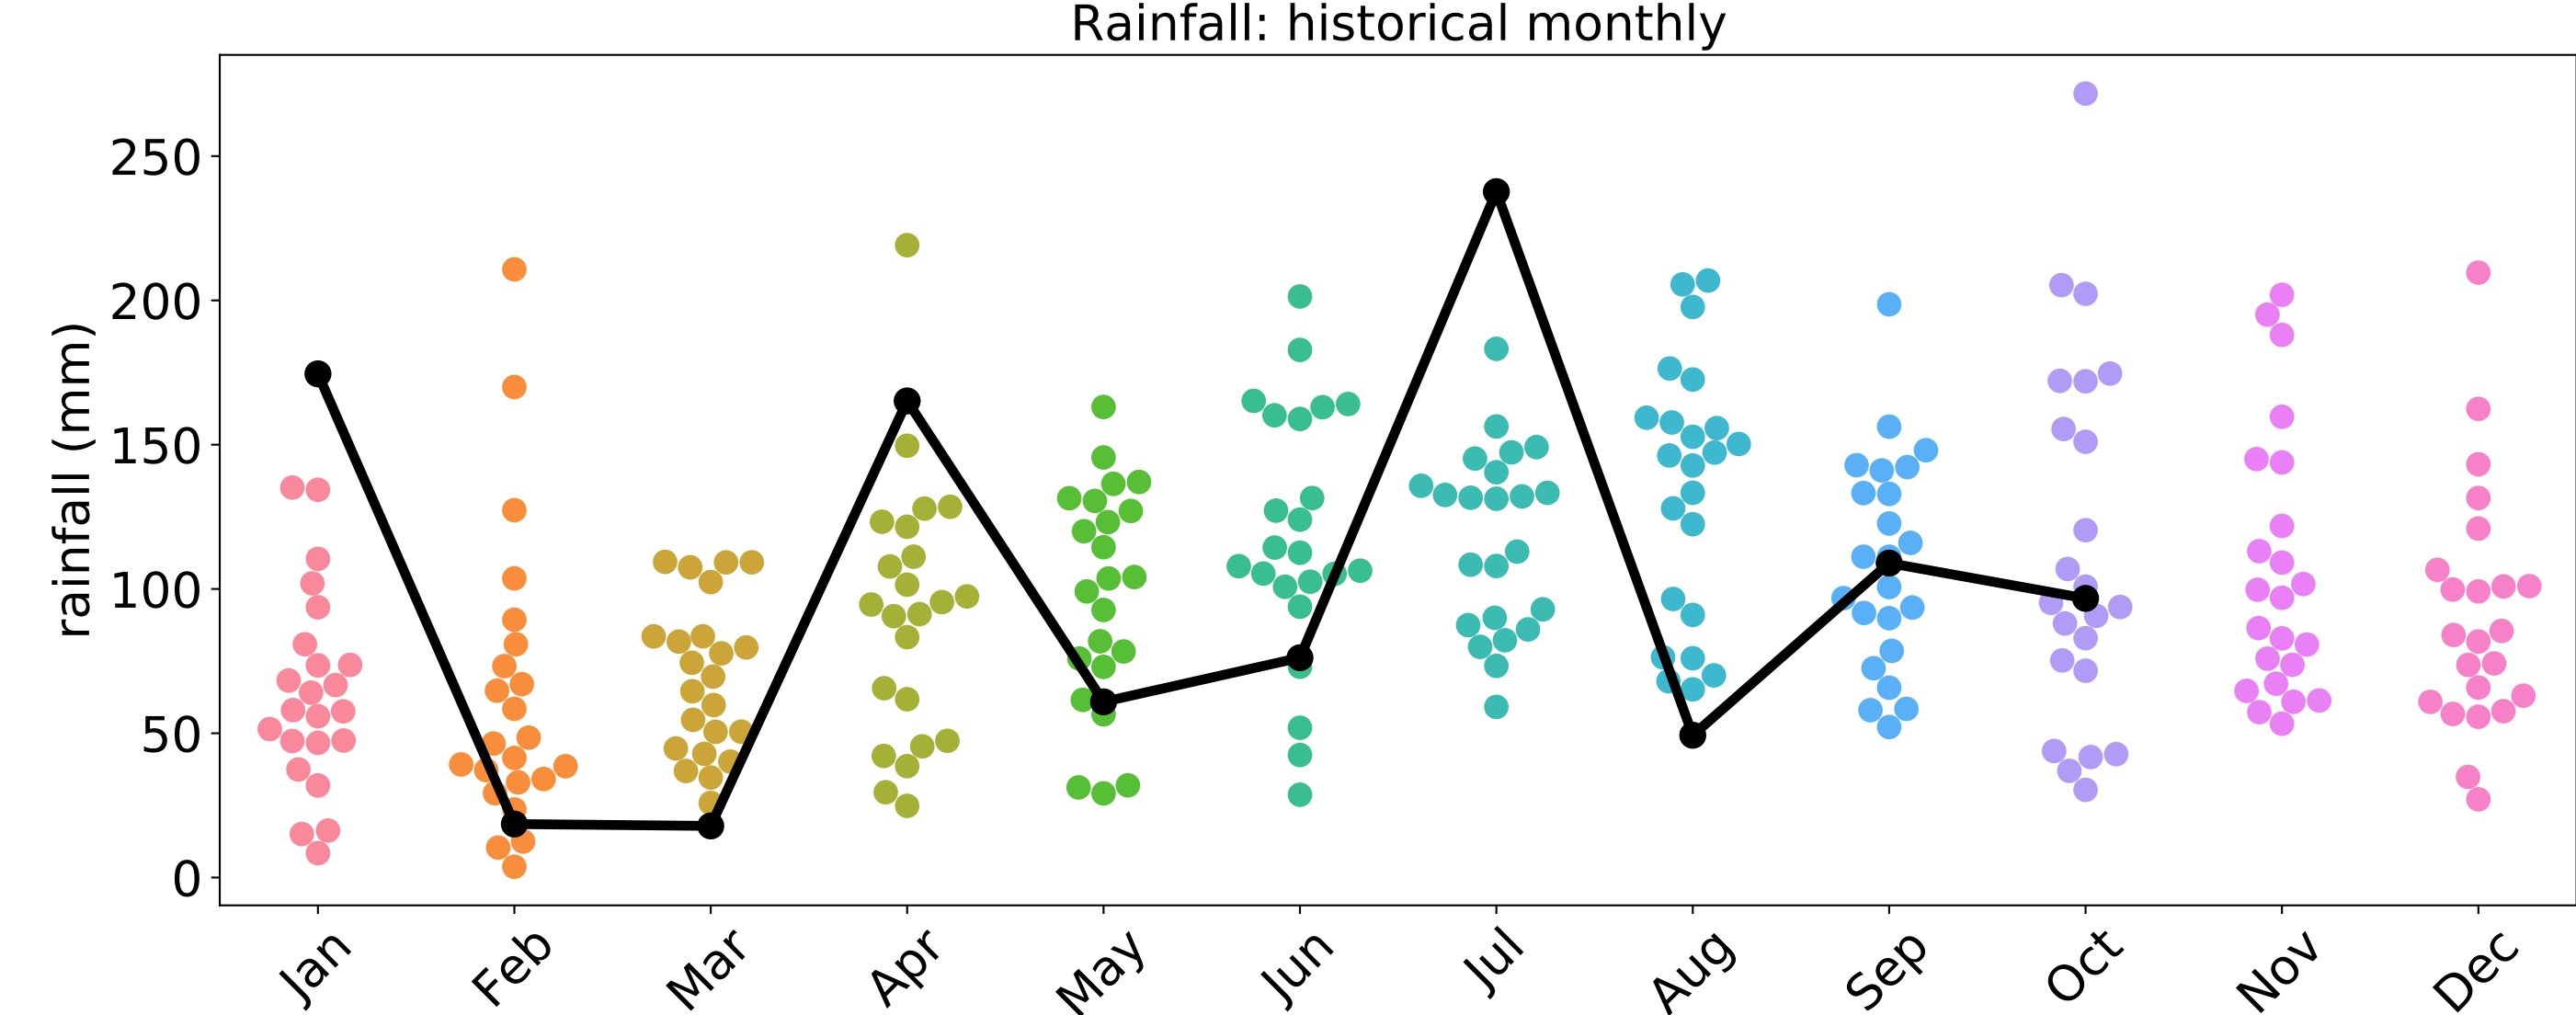 Rainfall: historical monthly
rainfall (mm)
250
200
150
100
50
0
Jan
Feb
Mar
Apr
May
Jun
Jul
Aug
Sep
Oct
Nov
Dec